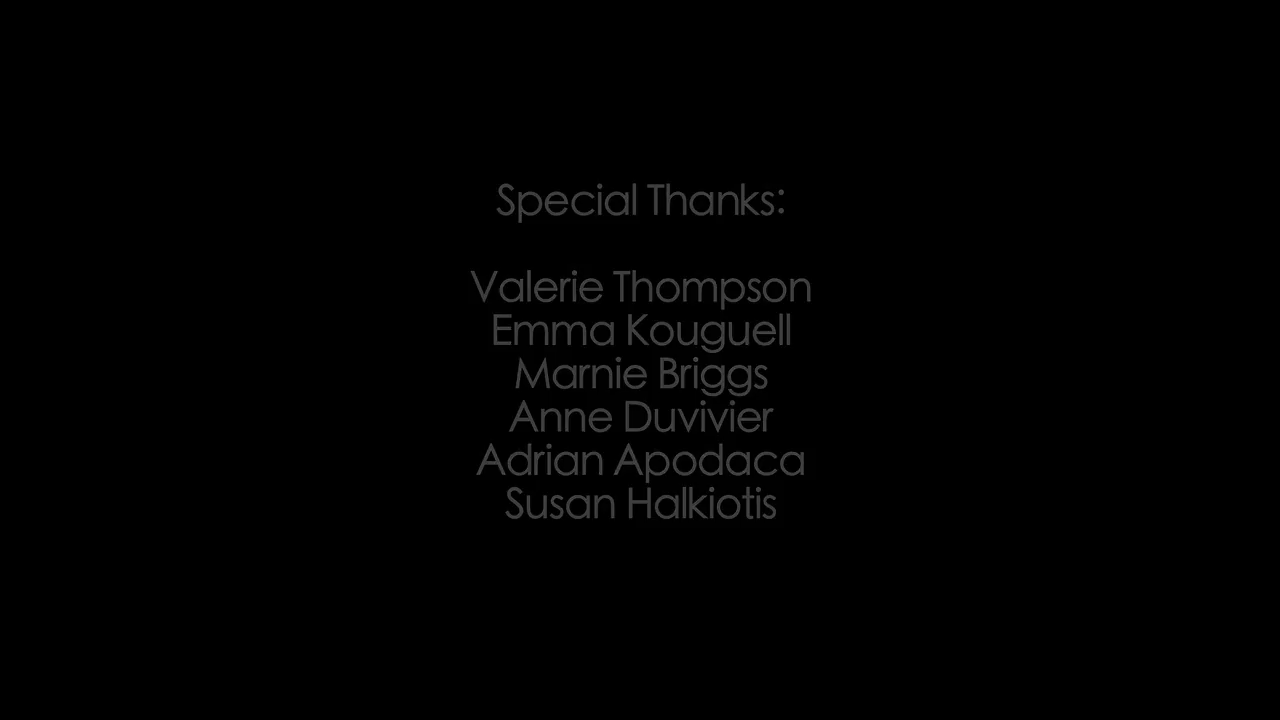 Special Thanks:
Valerie Thompson
Emma Kouguell
Marnie Briggs
Anne Duvivier
Adrian Apodaca
Susan Halkiotis